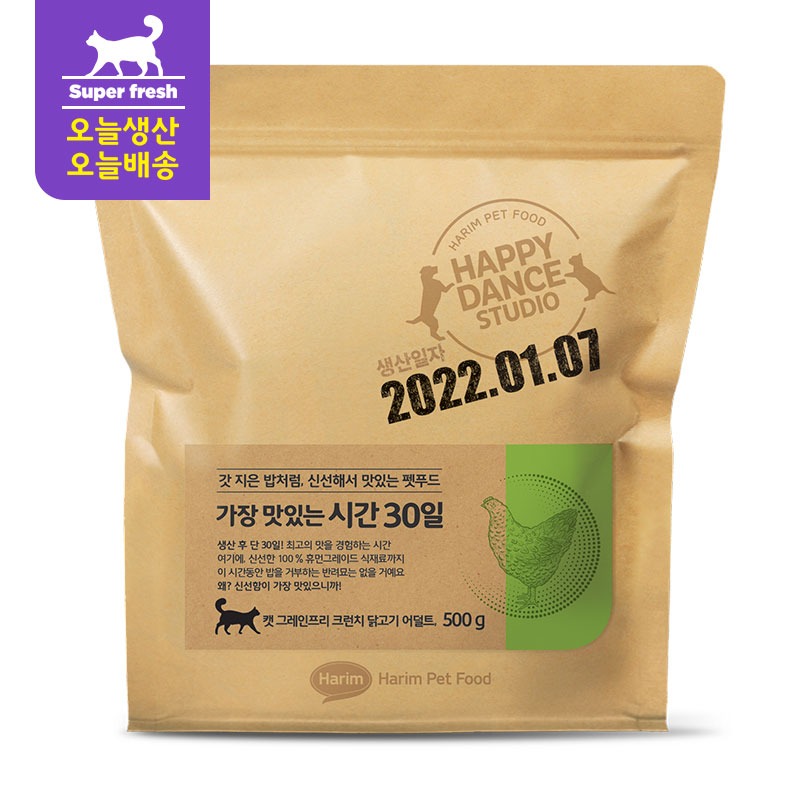 Super fresh
오늘생산
오늘배송
HARIM PET FOOD
HAPPY
DANCE
STUDIO
생산일자
2022.01.07
갓 지은 밥처럼, 신선해서 맛있는 펫푸드
가장 맛있는 시간 30일
생산 후 단 30일! 최고의 맛을 경험하는 시간
여기에, 신선한 100% 휴먼그레이드 식재료까지
이 시간동안 밥을 거부하는 반려묘는 없을 거예요
왜? 신선함이 가장 맛있으니까!
캣 그레인프리 크런치 닭고기 어덜트, 500 g
Harim Harim Pet Food